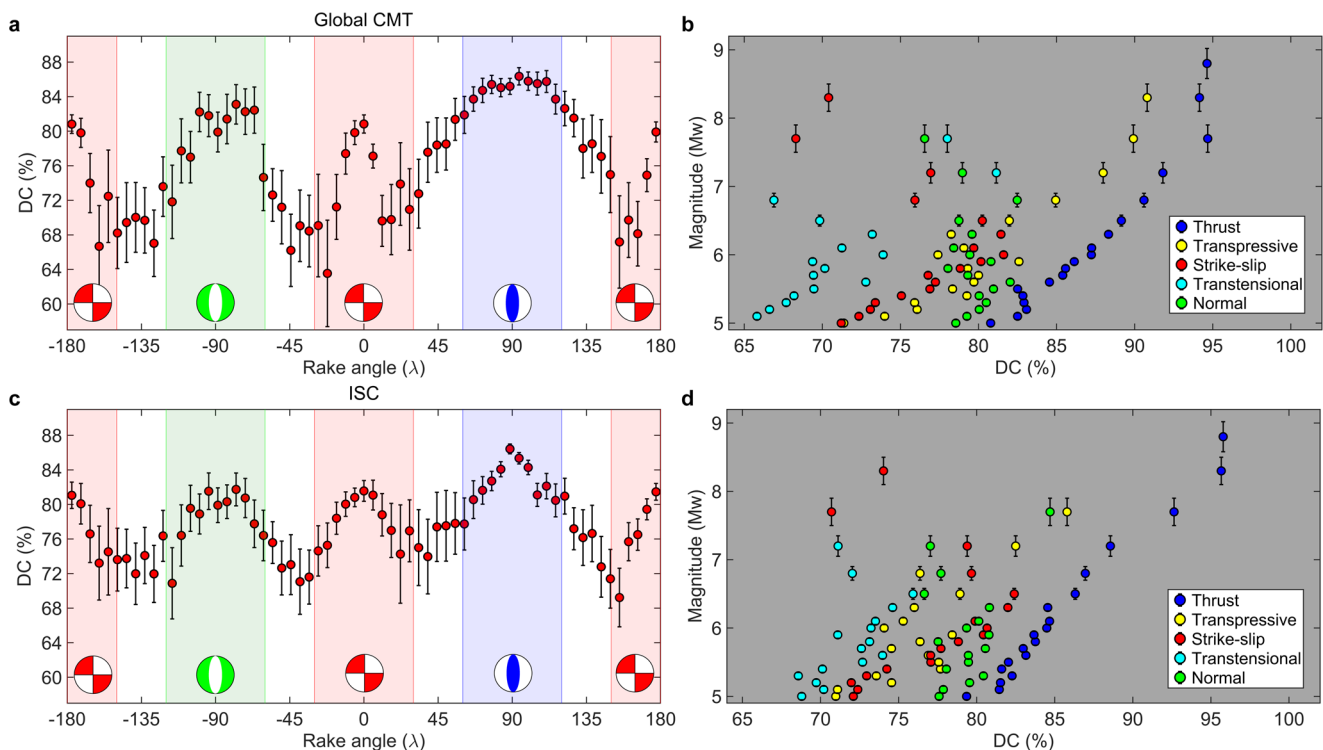 a
Global CMT
DC (%)
88
84
80
76
72
68
64
60
-180 -135 -90 -45 0 45 90 135 180
Rake angle (λ)
b
Magnitude (Mw)
9
8
7
6
5
Thrust
Transpressive
Strike-slip
Transtensional
Normal
65 70 75 80 85 90 95 100
DC (%)
c
ISC
DC (%)
88
84
80
76
72
68
64
60
-180 -135 -90 -45 0 45 90 135 180
Rake angle (λ)
d
Magnitude (Mw)
9
8
7
6
5
Thrust
Transpressive
Strike-slip
Transtensional
Normal
65 70 75 80 85 90 95 100
DC (%)